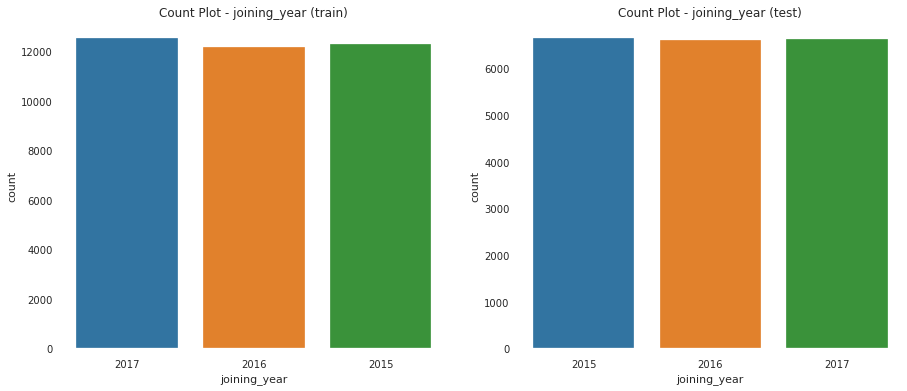 Count Plot - joining_year (train)
12000
10000
8000
6000
4000
2000
0
count
2017 2016 2015
joining_year
Count Plot - joining_year (test)
6000
5000
4000
3000
2000
1000
0
count
2015 2016 2017
joining_year